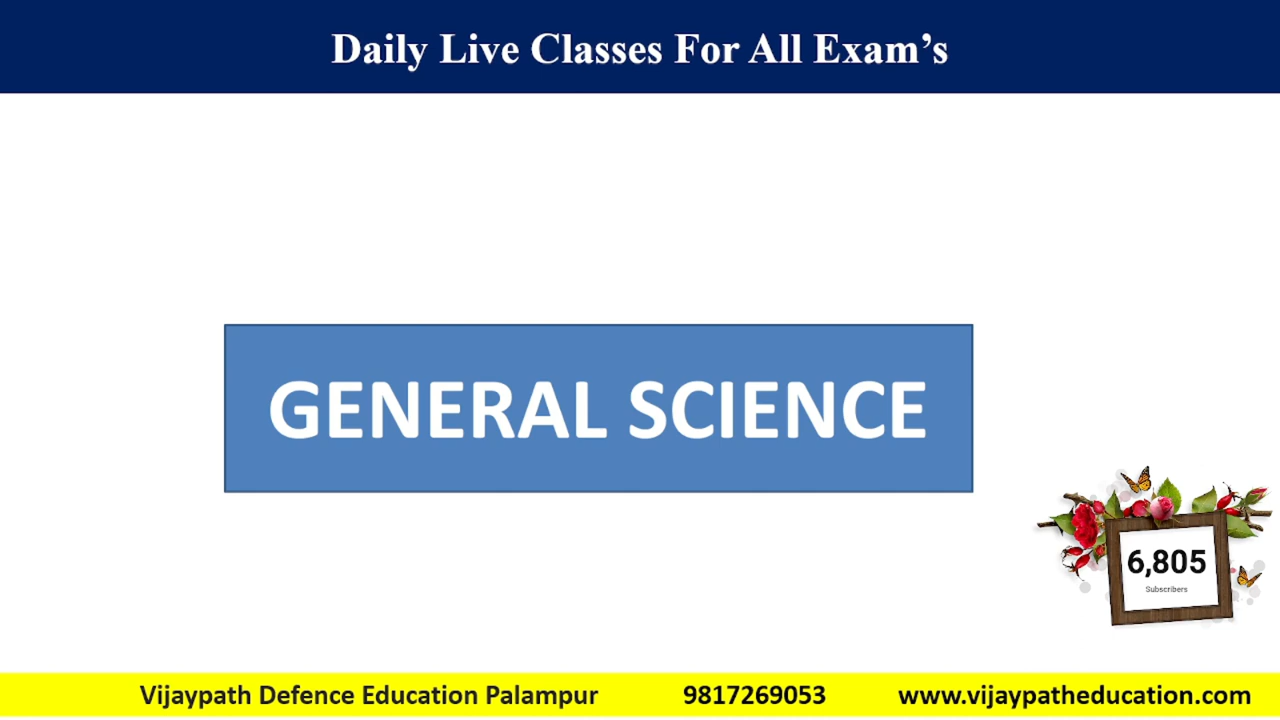 Daily Live Classes For All Exam’s
GENERAL SCIENCE
6,805
Subscribers
Vijaypath Defence Education Palampur 9817269053 www.vijaypatheducation.com